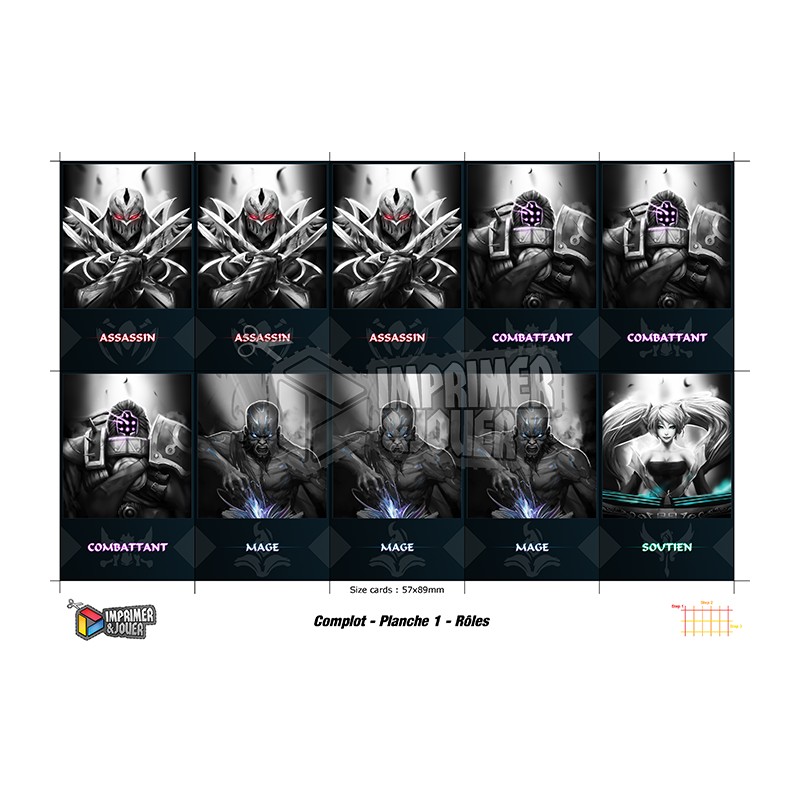 ASSASSIN
ASSASSIN
ASSASSIN
COMBATTANT
COMBATTANT
IMPRIMER
&JOUER
COMBATTANT
MAGE
MAGE
MAGE
SOUTIEN
Size cards : 57x89mm
IMPRIMER
&JOUER
Complot - Planche 1 - Rôles
Step 1
Step 2
Step 3